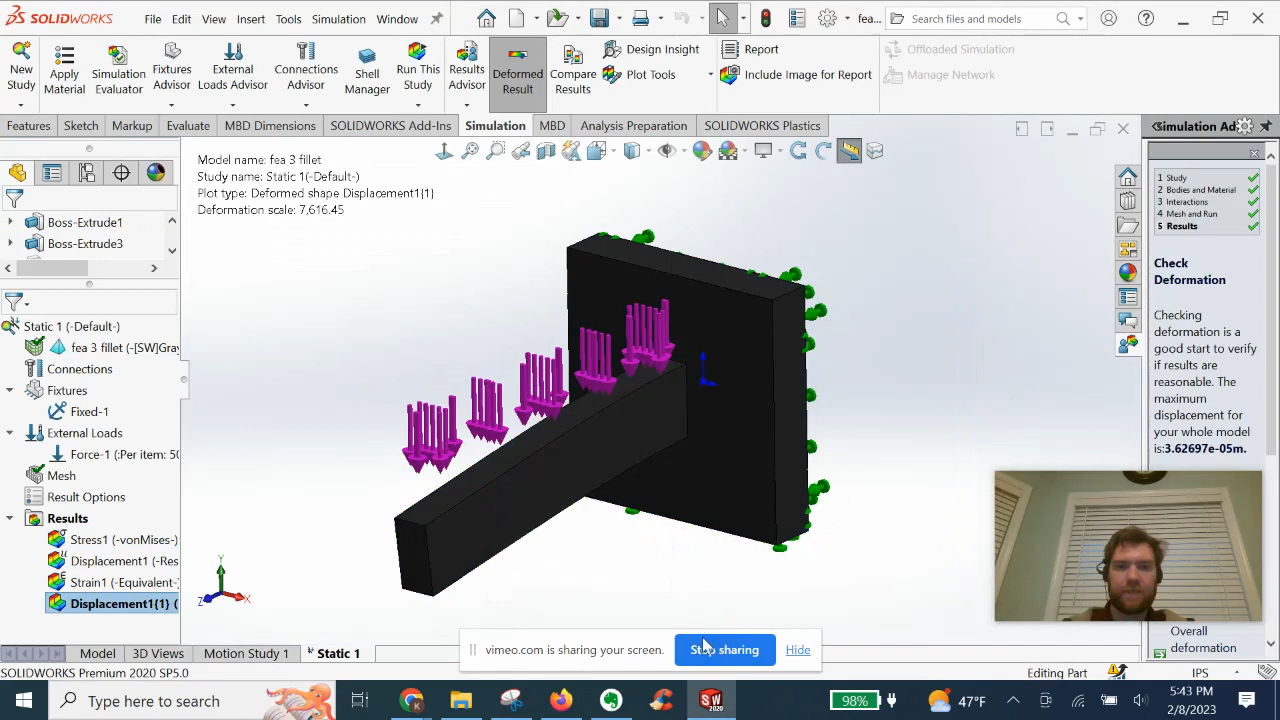 SOLIDWORKS File Edit View Insert Tools Simulation Window fea... Search files and models
New Study
Apply Material
Simulation Evaluator
Fixtures Advisor
External Loads Advisor
Connections Advisor
Shell Manager
Run This Study
Results Advisor
Deformed Result
Compare Results
Design Insight
Plot Tools
Report
Include Image for Report
Offloaded Simulation
Manage Network
Features Sketch Markup Evaluate MBD Dimensions SOLIDWORKS Add-Ins Simulation MBD Analysis Preparation SOLIDWORKS Plastics
Boss-Extrude1
Boss-Extrude3
Static 1 (-Default-)
fea 3 fillet (-[SW]Gray
Connections
Fixtures
Fixed-1
External Loads
Force-1 (:Per item: 50
Mesh
Result Options
Results
Stress1 (-vonMises-)
Displacement1 (-Res
Strain1 (-Equivalent-
Displacement1{1} (
Model name: fea 3 fillet
Study name: Static 1(-Default-)
Plot type: Deformed shape Displacement1{1}
Deformation scale: 7,616.45
Y
Z
X
Simulation Ad
1 Study
2 Bodies and Material
3 Interactions
4 Mesh and Run
5 Results
Check
Deformation
Checking
deformation is a
good start to verify
if results are
reasonable. The
maximum
displacement for
your whole model
is:3.62697e-05m.
Overall
deformation
vimeo.com is sharing your screen. Stop sharing Hide
Model 3D Views Motion Study 1 Static 1
SOLIDWORKS Premium 2020 SP5.0 Editing Part IPS
Type here to search
SW
2020
98%
47°F
5:43 PM
2/8/2023